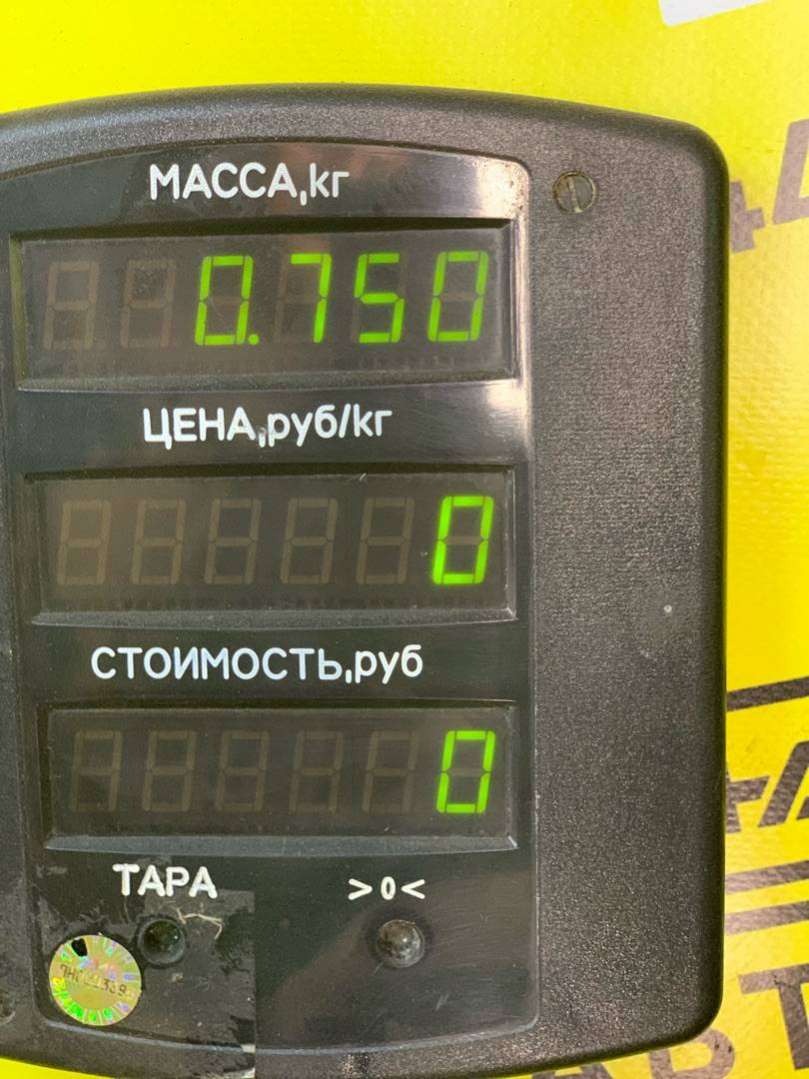 МАССА,кг
0.750
ЦЕНА,руб/кг
0
СТОИМОСТЬ,руб
0
ТАРА >0<